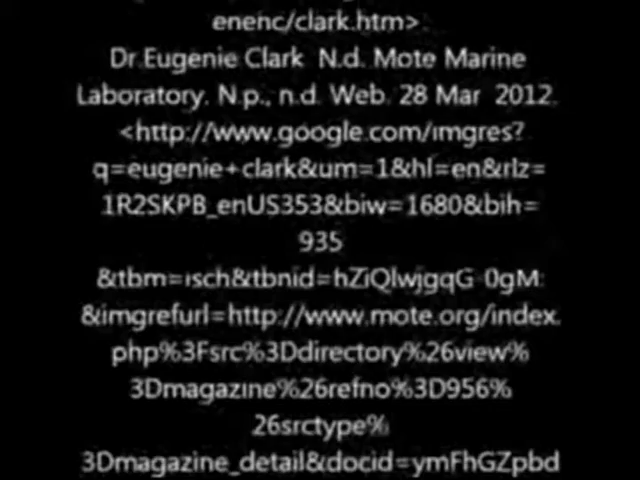 enenc/clark.htm>.
Dr.Eugenie Clark  N.d. Mote Marine
Laboratory. N.p., n.d. Web. 28 Mar  2012.
<http://www.google.com/imgres?
q=eugenie+clark&um=1&hl=en&rlz=
1R2SKPB_enUS353&biw=1680&bih=
935
&tbm=isch&tbnid=hZiQlwjgqG-0gM:
&imgrefurl=http://www.mote.org/index.
php%3Fsrc%3Ddirectory%26view%
3Dmagazine%26refno%3D956%
26srctype%
3Dmagazine_detail&docid=ymFhGZpbd